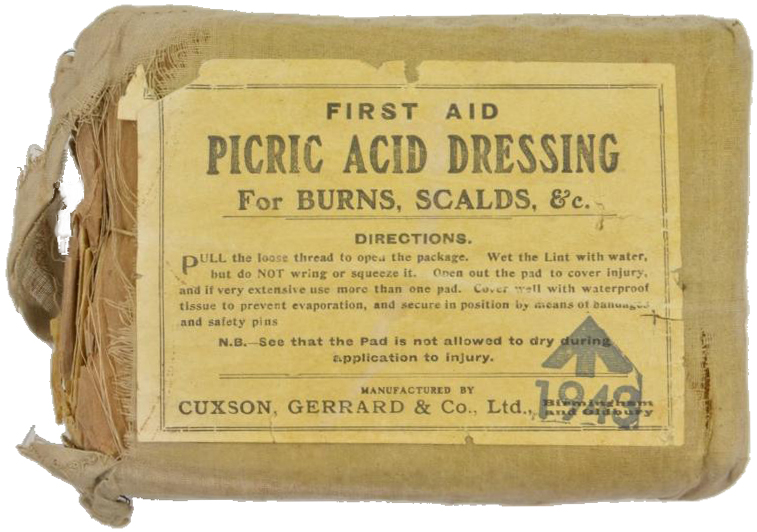 FIRST AID
PICRIC ACID DRESSING
For BURNS, SCALDS, &c.
DIRECTIONS.
PULL the loose thread to open the package. Wet the Lint with water,
but do NOT wring or squeeze it. Open out the pad to cover injury,
and if very extensive use more than one pad. Cover well with waterproof
tissue to prevent evaporation, and secure in position by means of bandages
and safety pins
N.B.—See that the Pad is not allowed to dry during
application to injury.
MANUFACTURED BY
CUXSON, GERRARD & Co., Ltd., Birmingham
and Oldbury